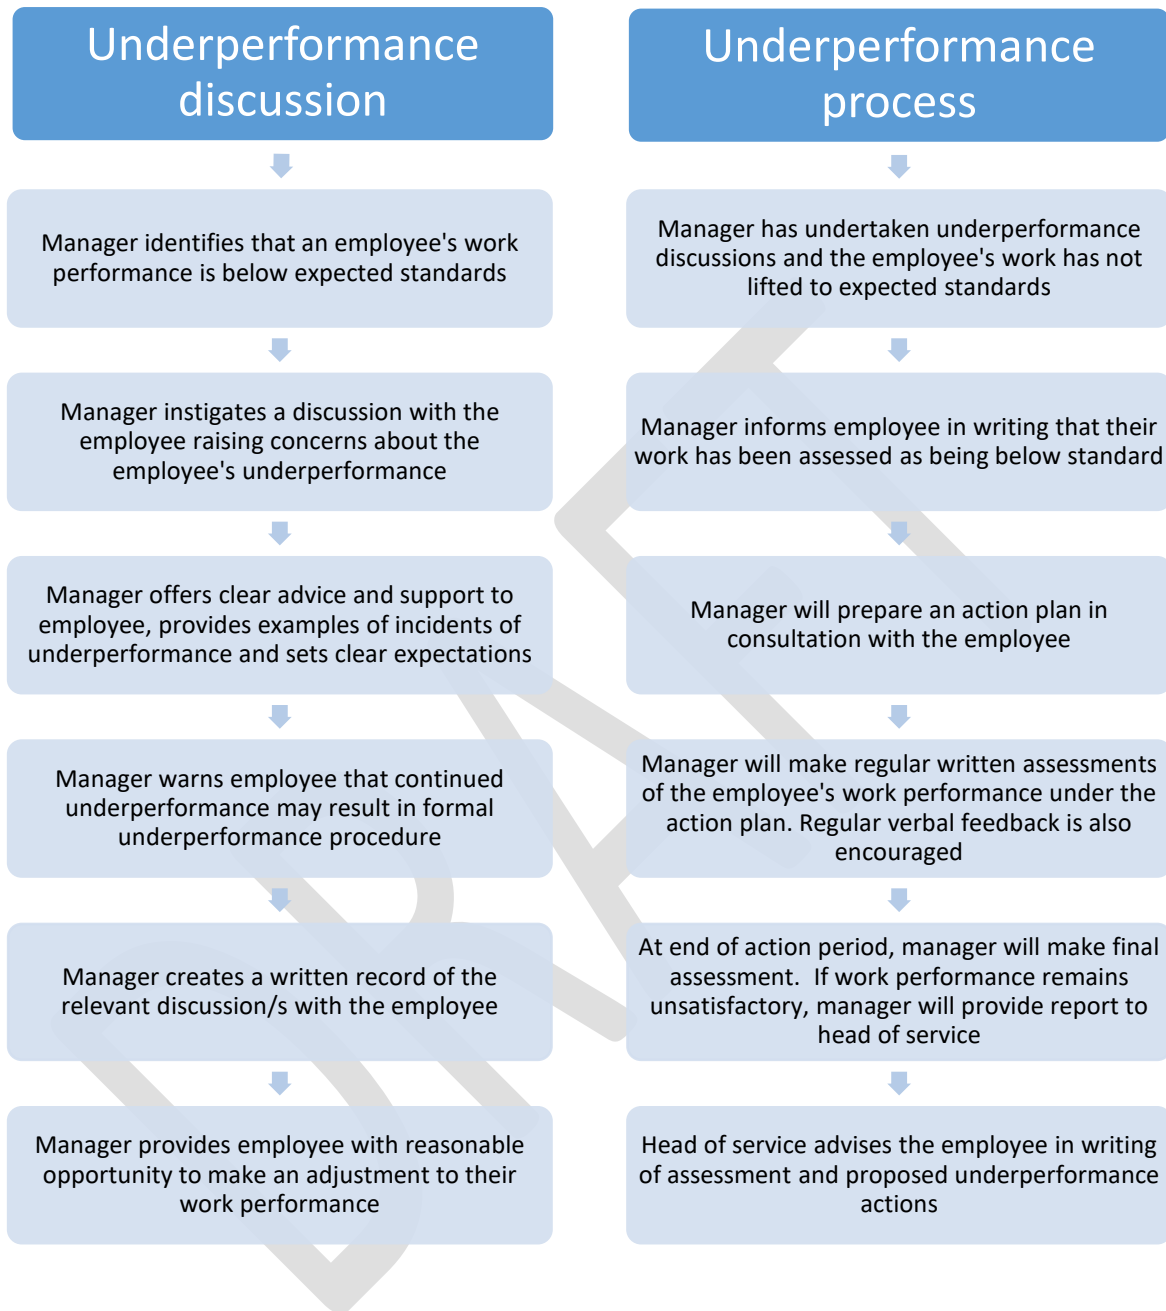 Underperformance
discussion
Manager identifies that an employee's work
performance is below expected standards
Manager instigates a discussion with the
employee raising concerns about the
employee's underperformance
Manager offers clear advice and support to
employee, provides examples of incidents of
underperformance and sets clear expectations
Manager warns employee that continued
underperformance may result in formal
underperformance procedure
Manager creates a written record of the
relevant discussion/s with the employee
Manager provides employee with reasonable
opportunity to make an adjustment to their
work performance
Underperformance
process
Manager has undertaken underperformance
discussions and the employee's work has not
lifted to expected standards
Manager informs employee in writing that their
work has been assessed as being below standard
Manager will prepare an action plan in
consultation with the employee
Manager will make regular written assessments
of the employee's work performance under the
action plan. Regular verbal feedback is also
encouraged
At end of action period, manager will make final
assessment.  If work performance remains
unsatisfactory, manager will provide report to
head of service
Head of service advises the employee in writing
of assessment and proposed underperformance
actions
DRAFT